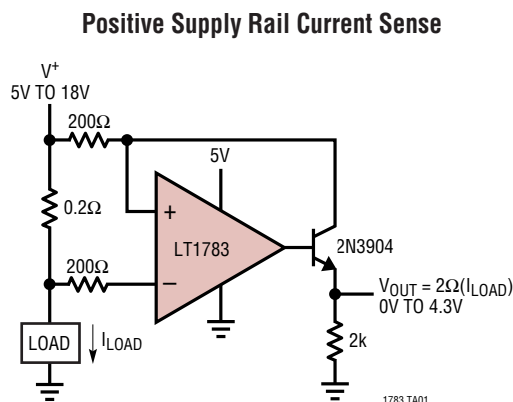 Positive Supply Rail Current Sense
V+
5V TO 18V
200Ω
5V
+
0.2Ω
LT1783
2N3904
200Ω
–
VOUT = 2Ω(ILOAD)
0V TO 4.3V
LOAD
ILOAD
2k
1783 TA01